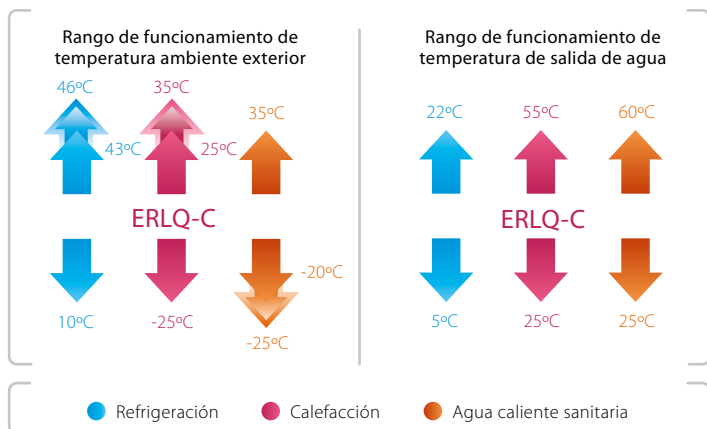 Rango de funcionamiento de
temperatura ambiente exterior
46ºC
35ºC
35ºC
43ºC
25ºC
ERLQ-C
-20ºC
10ºC
-25ºC
-25ºC
Rango de funcionamiento de
temperatura de salida de agua
22ºC
55ºC
60ºC
ERLQ-C
5ºC
25ºC
25ºC
Refrigeración
Calefacción
Agua caliente sanitaria